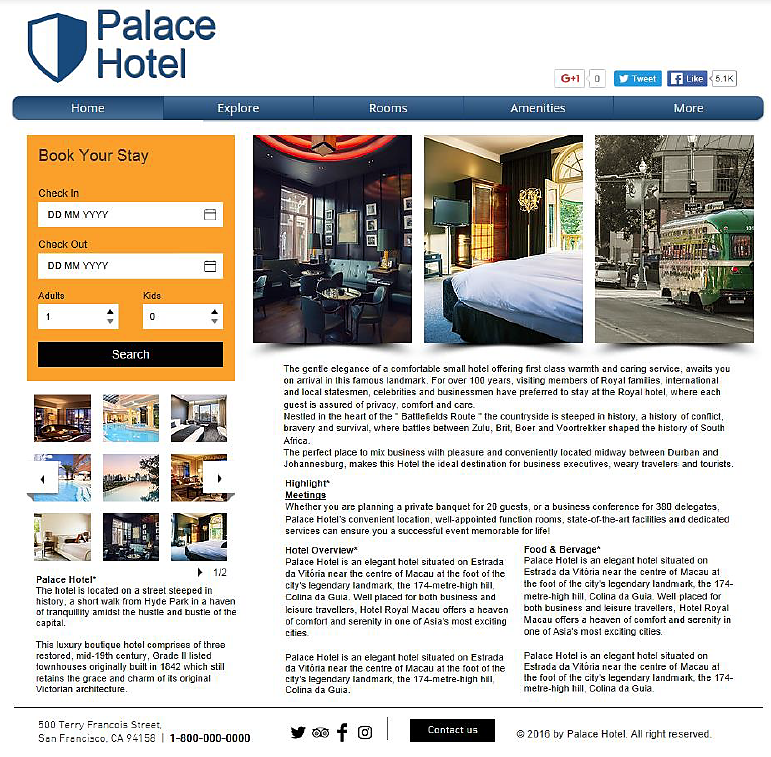 Palace
Hotel
G+1 0 Tweet Like 5.1K
Home Explore Rooms Amenities More
Book Your Stay
Check In
DD MM YYYY
Check Out
DD MM YYYY
Adults Kids
1 0
Search
1/2
Palace Hotel*
The hotel is located on a street steeped in
history, a short walk from Hyde Park in a haven
of tranquility amidst the hustle and bustle of the
capital.
This luxury boutique hotel comprises of three
restored, mid-19th century, Grade II listed
townhouses originally built in 1842 which still
retains the grace and charm of its original
Victorian architecture.
The gentle elegance of a comfortable small hotel offering first class warmth and caring service, awaits you
on arrival in this famous landmark. For over 100 years, visiting members of Royal families, international
and local statesmen, celebrities and businessmen have preferred to stay at the Royal hotel, where each
guest is assured of privacy, comfort and care.
Nestled in the heart of the " Battlefields Route " the countryside is steeped in history, a history of conflict,
bravery and survival, where battles between Zulu, Brit, Boer and Voortrekker shaped the history of South
Africa.
The perfect place to mix business with pleasure and conveniently located midway between Durban and
Johannesburg, makes this Hotel the ideal destination for business executives, weary travelers and tourists.
Highlight*
Meetings
Whether you are planning a private banquet for 20 guests, or a business conference for 380 delegates,
Palace Hotel's convenient location, well-appointed function rooms, state-of-the-art facilities and dedicated
services can ensure you a successful event memorable for life!
Hotel Overview*
Palace Hotel is an elegant hotel situated on Estrada
da Vitória near the centre of Macau at the foot of the
city's legendary landmark, the 174-metre-high hill,
Colina da Guia. Well placed for both business and
leisure travellers, Hotel Royal Macau offers a heaven
of comfort and serenity in one of Asia's most exciting
cities.
Palace Hotel is an elegant hotel situated on Estrada
da Vitória near the centre of Macau at the foot of the
city's legendary landmark, the 174-metre-high hill,
Colina da Guia.
Food & Bervage*
Palace Hotel is an elegant hotel situated on
Estrada da Vitória near the centre of Macau at
the foot of the city's legendary landmark, the 174-
metre-high hill, Colina da Guia. Well placed for
both business and leisure travellers, Hotel Royal
Macau offers a heaven of comfort and serenity in
one of Asia's most exciting cities.
Palace Hotel is an elegant hotel situated on
Estrada da Vitória near the centre of Macau at
the foot of the city's legendary landmark, the 174-
metre-high hill, Colina da Guia.
500 Terry Francois Street,
San Francisco, CA 94158 | 1-800-000-0000
Contact us
© 2016 by Palace Hotel. All right reserved.